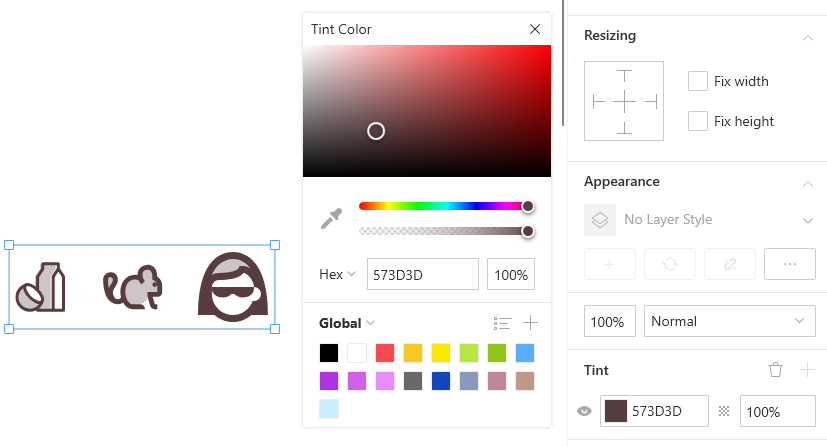 Tint Color
Hex
573D3D
100%
Global
Resizing
Fix width
Fix height
Appearance
No Layer Style
100%
Normal
Tint
573D3D
100%